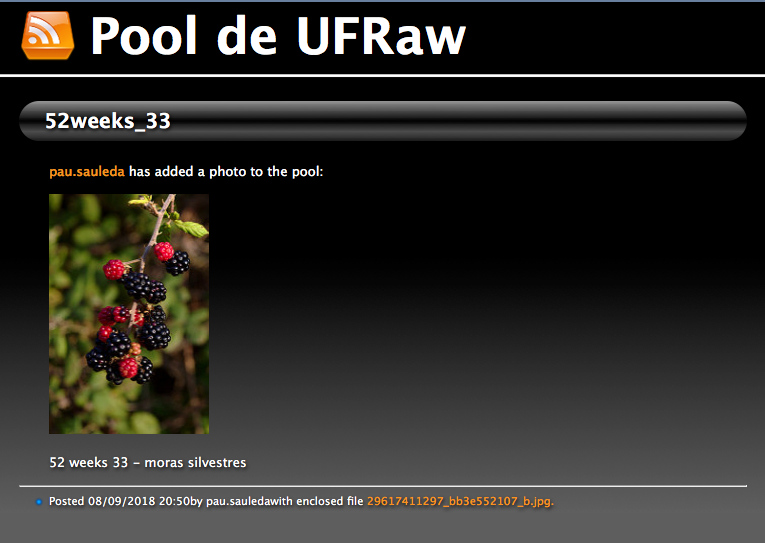 Pool de UFRaw
52weeks_33
pau.sauleda has added a photo to the pool:
52 weeks 33 - moras silvestres
Posted 08/09/2018 20:50by pau.sauledawith enclosed file 29617411297_bb3e552107_b.jpg.